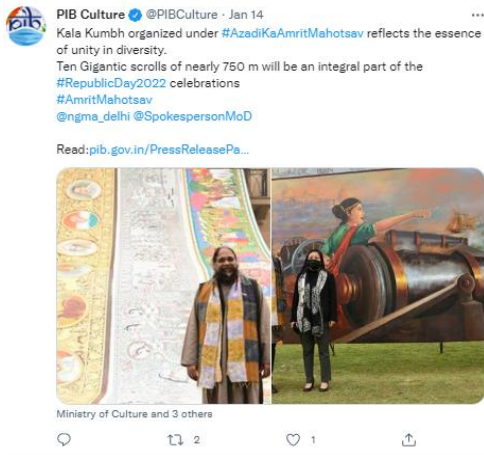 PIB Culture @PIBCulture · Jan 14
Kala Kumbh organized under #AzadiKaAmritMahotsav reflects the essence
of unity in diversity.
Ten Gigantic scrolls of nearly 750 m will be an integral part of the
#RepublicDay2022 celebrations
#AmritMahotsav
@ngma_delhi @SpokespersonMoD
Read:pib.gov.in/PressReleasePa...
Ministry of Culture and 3 others
2
1